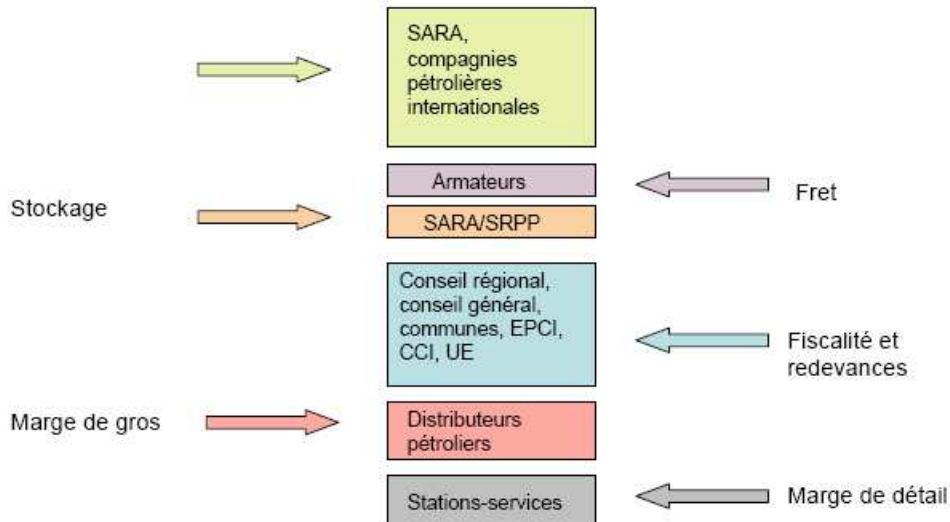 SARA,
compagnies
pétrolières
internationales
Armateurs
Fret
Stockage
SARA/SRPP
Conseil régional,
conseil général,
communes, EPCI,
CCI, UE
Fiscalité et
redevances
Marge de gros
Distributeurs
pétroliers
Stations-services
Marge de détail